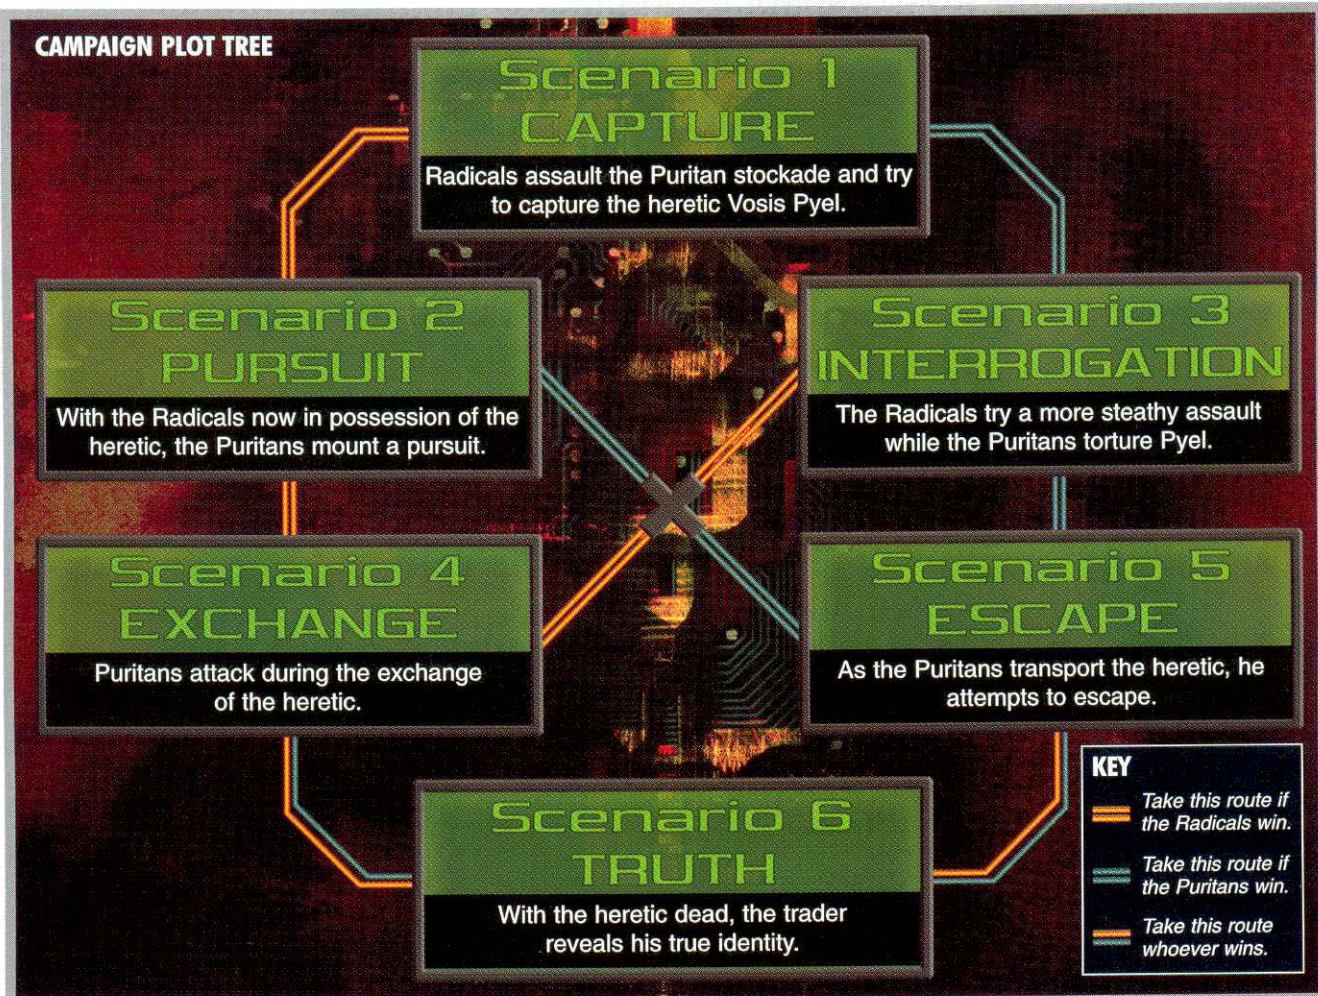 CAMPAIGN PLOT TREE
Scenario 1
CAPTURE
Radicals assault the Puritan stockade and try
to capture the heretic Vosis Pyel.
Scenario 2
PURSUIT
With the Radicals now in possession of the
heretic, the Puritans mount a pursuit.
Scenario 3
INTERROGATION
The Radicals try a more steathy assault
while the Puritans torture Pyel.
Scenario 4
EXCHANGE
Puritans attack during the exchange
of the heretic.
Scenario 5
ESCAPE
As the Puritans transport the heretic, he
attempts to escape.
Scenario 6
TRUTH
With the heretic dead, the trader
reveals his true identity.
KEY
Take this route if
the Radicals win.
Take this route if
the Puritans win.
Take this route
whoever wins.